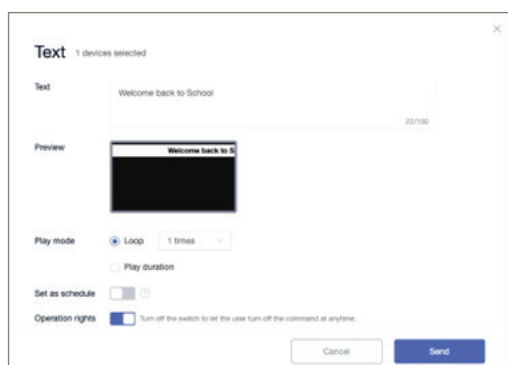 Text 1 devices selected
Text
Welcome back to School
22/100
Preview
Welcome back to S
Play mode
Loop
1 times
Play duration
Set as schedule
Operation rights
Turn off the switch to let the user turn off the command at anytime.
Cancel
Send